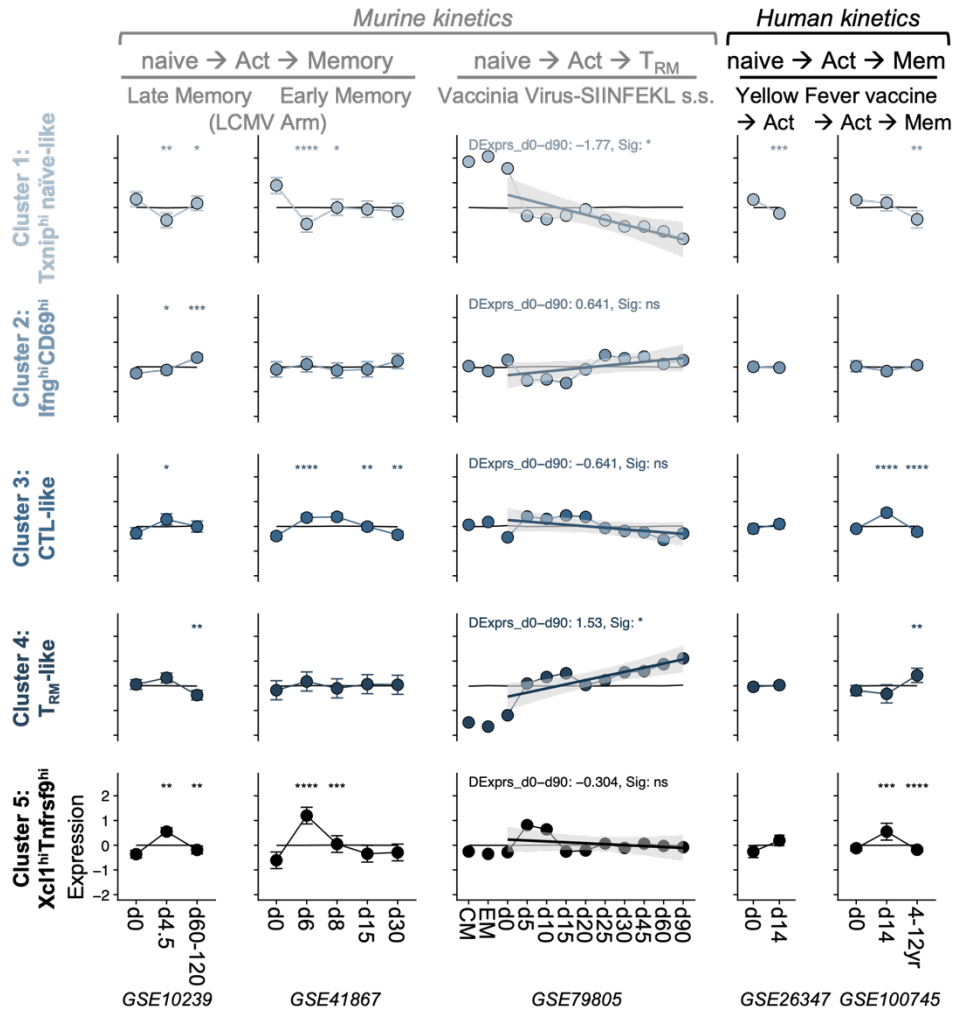 Murine kinetics
Human kinetics
naive → Act → Memory
naive → Act → TRM
naive → Act → Mem
Late Memory
Early Memory
(LCMV Arm)
Vaccinia Virus-SIINFEKL s.s.
Yellow Fever vaccine
→ Act
→ Act → Mem
Cluster 1:
Txniphi naïve-like
** *
**** *
DExprs_d0-d90: -1.77, Sig: *
***
**
Cluster 2:
IfnghiCD69hi
* ***
DExprs_d0-d90: 0.641, Sig: ns
Cluster 3:
CTL-like
*
**** ** **
DExprs_d0-d90: -0.641, Sig: ns
**** ****
Cluster 4:
TRM-like
**
DExprs_d0-d90: 1.53, Sig: *
**
Cluster 5:
Xcl1hiTnfrsf9hi
Expression
2
1
0
-1
-2
** **
**** ***
DExprs_d0-d90: -0.304, Sig: ns
*** ****
d0 d4.5 d60-120
d0 d6 d8 d15 d30
CM EM d0 d5 d10 d15 d20 d25 d30 d45 d60 d90
d0 d14
d0 d14 4-12yr
GSE10239
GSE41867
GSE79805
GSE26347
GSE100745